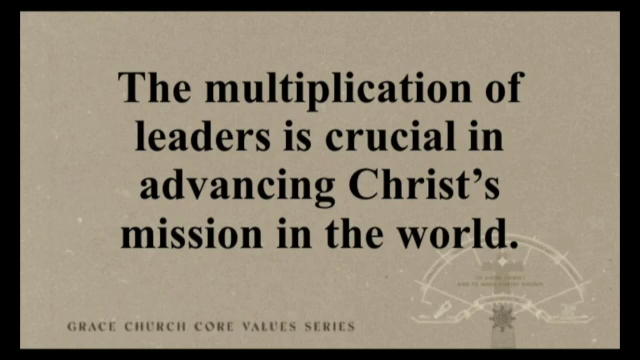 The multiplication of
leaders is crucial in
advancing Christ’s
mission in the world.
GRACE CHURCH CORE VALUES SERIES